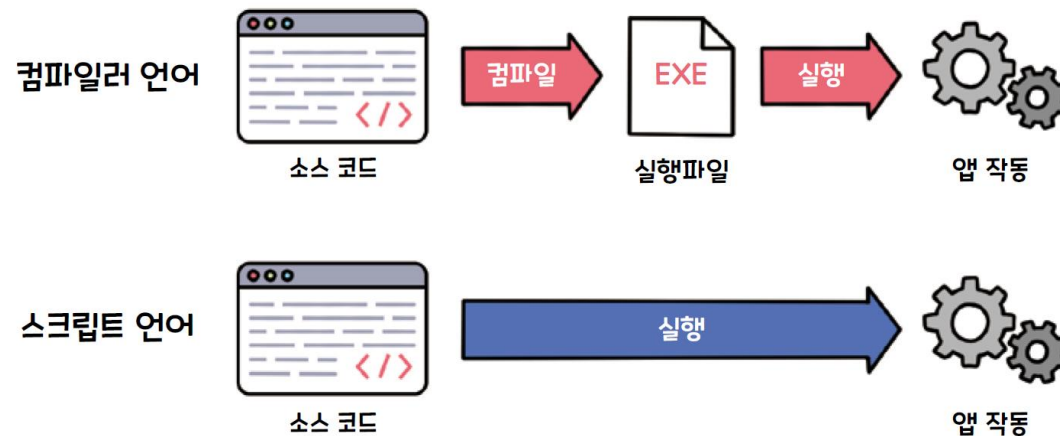 컴파일러 언어
</>
소스 코드
컴파일
EXE
실행파일
실행
앱 작동
스크립트 언어
</>
소스 코드
실행
앱 작동